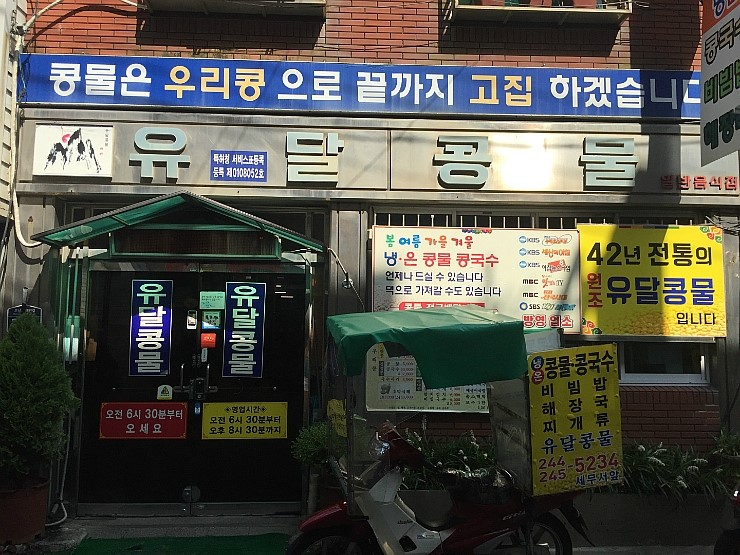 콩물은 우리콩 으로 끝까지 고집 하겠습니다
유달콩물
특허청 서비스표등록
등록 제0108052호
일반음식점
콩국수
비빔밥
해장국
봄 여름 가을 겨울
냉·온 콩물 콩국수
언제나 드실 수 있습니다
댁으로 가져갈 수도 있습니다
KBS
KBS
KBS
MBC
MBC
SBS
방영 업소
42년 전통의
원조
유달콩물
입니다
유달콩물
유달콩물
오전 6시 30분부터
오 세 요
※영업시간※
오전 6시 30분부터
오후 8시 30분까지
냉온 콩물·콩국수
비빔밥
해장국
찌개류
유달콩물
244
245-5234
세무서앞